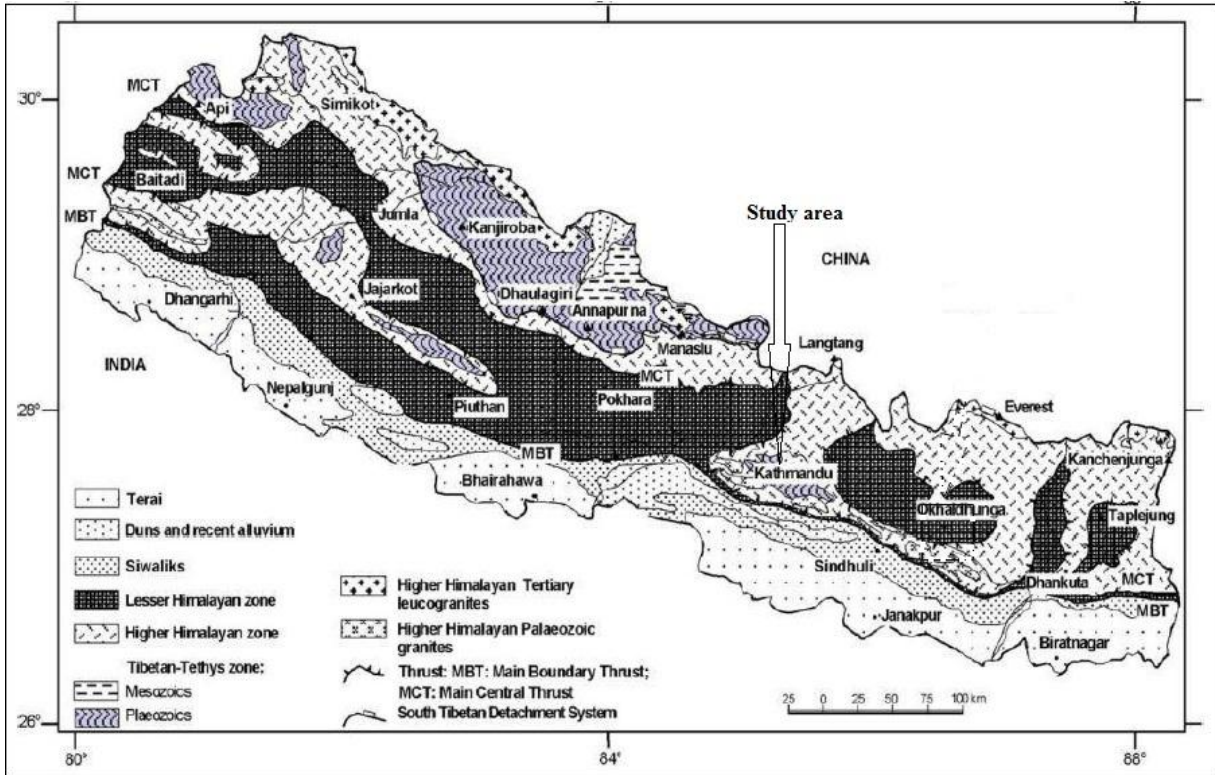 MCT
30°
Api
Simikot
MCT
Baitadi
MBT
Jumla
Kanjiroba
Study area
CHINA
Dhangarhi
Jajarkot
Dhaulagiri
Annapurna
INDIA
Manaslu
Langtang
Nepalgunj
MCT
28°
Piuthan
Pokhara
Everest
MBT
Kathmandu
Kanchenjunga
Bhairahawa
Okhaldhunga
Taplejung
Sindhuli
Dhankuta
MCT
MBT
Janakpur
Biratnagar
Terai
Duns and recent alluvium
Siwaliks
Lesser Himalayan zone
Higher Himalayan zone
Tibetan-Tethys zone:
Mesozoics
Plaeozoics
Higher Himalayan Tertiary
leucogranites
Higher Himalayan Palaeozoic
granites
Thrust: MBT: Main Boundary Thrust;
MCT: Main Central Thrust
South Tibetan Detachment System
25 0 25 50 75 100 km
26°
80°
84°
88°